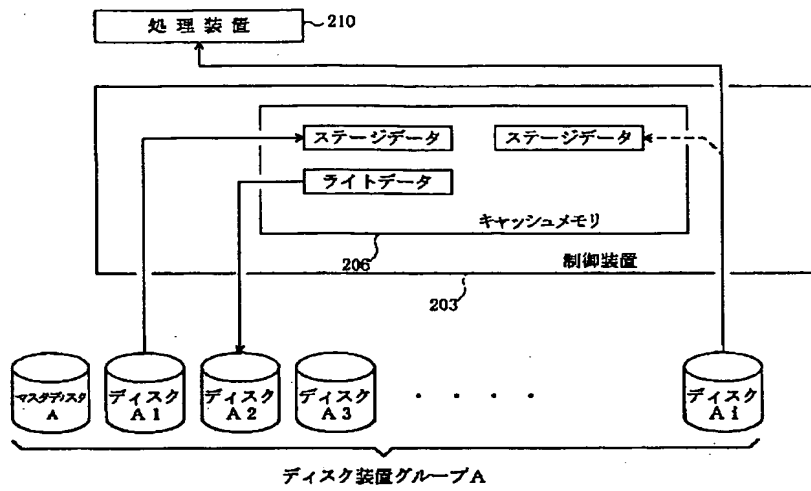 処理装置
210
ステージデータ
ステージデータ
ライトデータ
キャッシュメモリ
206
制御装置
203
マスタディスク
A
ディスク
A1
ディスク
A2
ディスク
A3
・・・・
ディスク
Ai
ディスク装置グループA